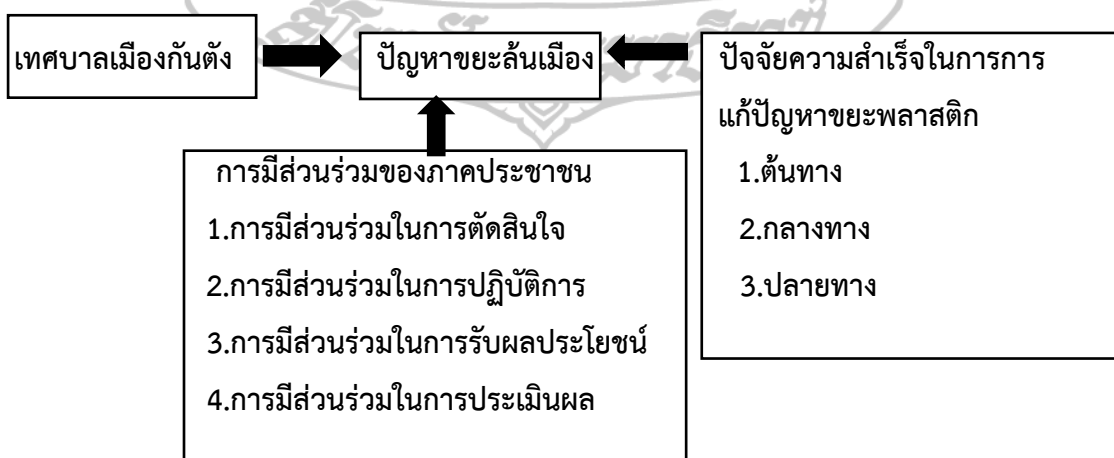 เทศบาลเมืองกันตัง
ปัญหาขยะล้นเมือง
ปัจจัยความสำเร็จในการการ
แก้ปัญหาขยะพลาสติก
1.ต้นทาง
2.กลางทาง
3.ปลายทาง
การมีส่วนร่วมของภาคประชาชน
1.การมีส่วนร่วมในการตัดสินใจ
2.การมีส่วนร่วมในการปฏิบัติการ
3.การมีส่วนร่วมในการรับผลประโยชน์
4.การมีส่วนร่วมในการประเมินผล